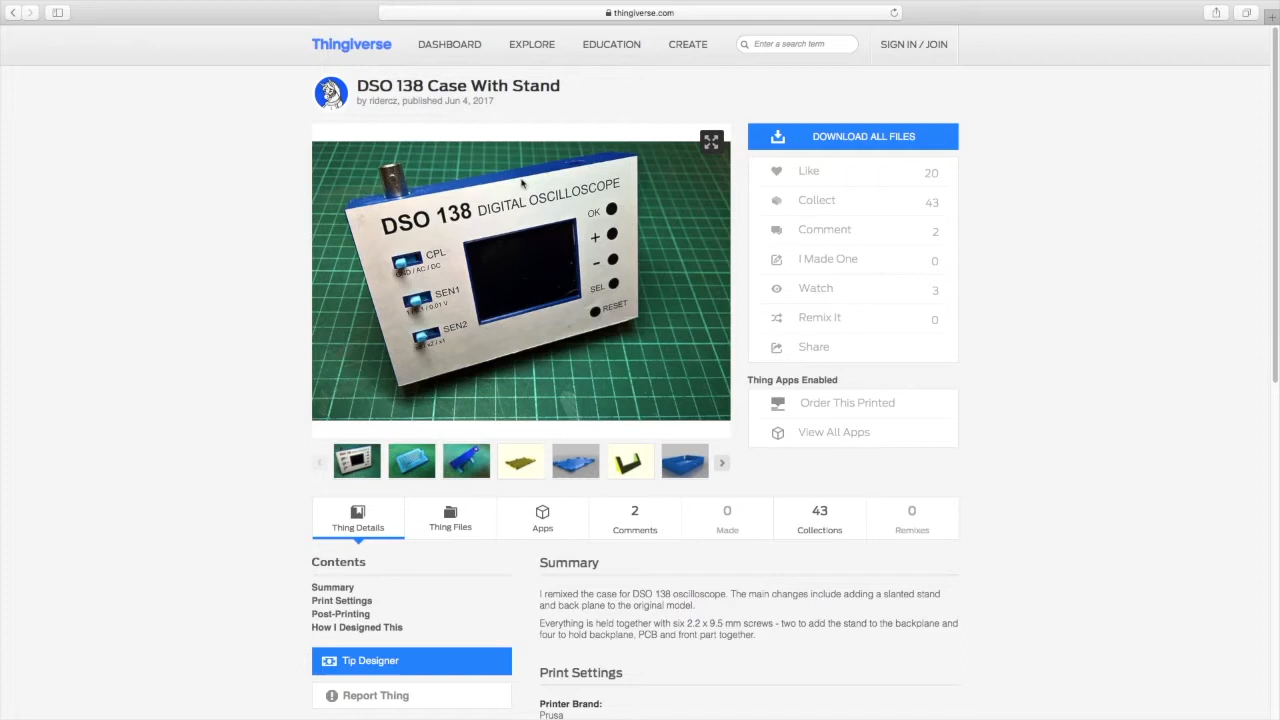 thingiverse.com
Thingiverse DASHBOARD EXPLORE EDUCATION CREATE Enter a search term SIGN IN / JOIN
DSO 138 Case With Stand
by ridercz, published Jun 4, 2017
DSO 138 DIGITAL OSCILLOSCOPE
OK
+
-
SEL
RESET
CPL
GND / AC / DC
SEN1
SEN2
DOWNLOAD ALL FILES
Like 20
Collect 43
Comment 2
I Made One 0
Watch 3
Remix It 0
Share
Thing Apps Enabled
Order This Printed
View All Apps
Thing Details
Thing Files
Apps
2 Comments
0 Made
43 Collections
0 Remixes
Contents
Summary
Print Settings
Post-Printing
How I Designed This
Tip Designer
Report Thing
Summary
I remixed the case for DSO 138 oscilloscope. The main changes include adding a slanted stand
and back plane to the original model.
Everything is held together with six 2.2 x 9.5 mm screws - two to add the stand to the backplane and
four to hold backplane, PCB and front part together.
Print Settings
Printer Brand:
Prusa